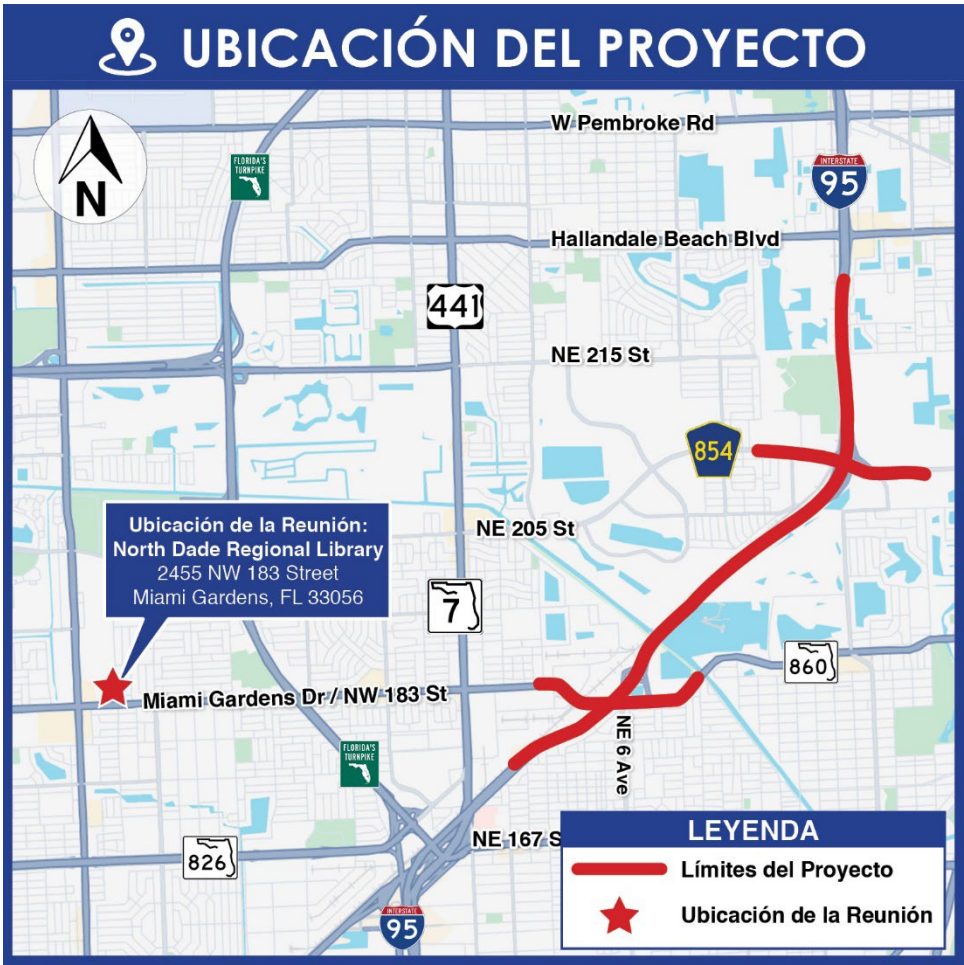 UBICACIÓN DEL PROYECTO
N
FLORIDA'S
TURNPIKE
W Pembroke Rd
INTERSTATE
95
Hallandale Beach Blvd
441
NE 215 St
854
Ubicación de la Reunión:
North Dade Regional Library
2455 NW 183 Street
Miami Gardens, FL 33056
NE 205 St
7
860
Miami Gardens Dr / NW 183 St
NE 6 Ave
FLORIDA'S
TURNPIKE
826
NE 167 S
INTERSTATE
95
LEYENDA
Límites del Proyecto
Ubicación de la Reunión